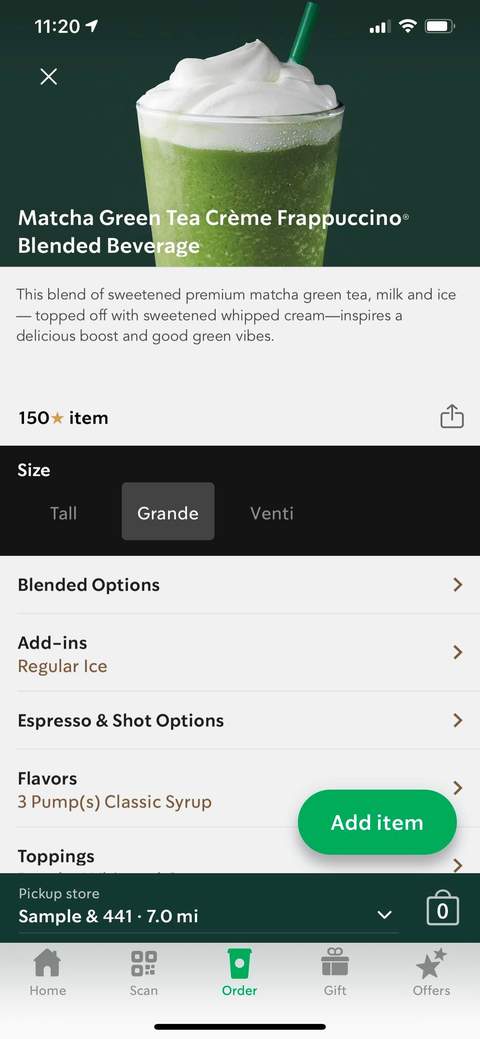 11:20
Matcha Green Tea Crème Frappuccino®
Blended Beverage
This blend of sweetened premium matcha green tea, milk and ice
— topped off with sweetened whipped cream—inspires a
delicious boost and good green vibes.
150★ item
Size
Tall
Grande
Venti
Blended Options
Add-ins
Regular Ice
Espresso & Shot Options
Flavors
3 Pump(s) Classic Syrup
Add item
Toppings
Pickup store
Sample & 441 · 7.0 mi
0
Home
Scan
Order
Gift
Offers